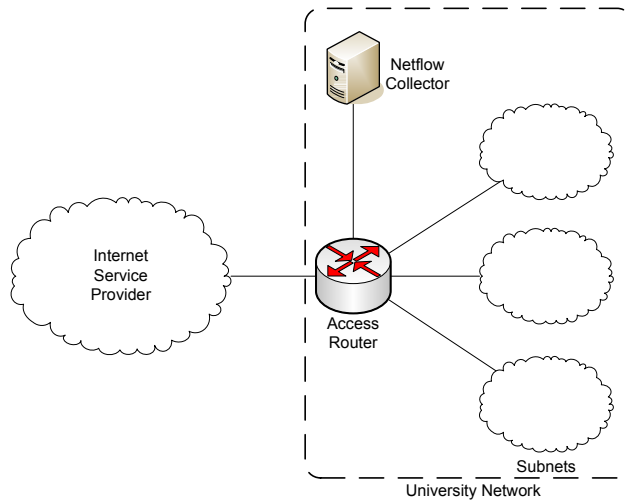 Netflow
Collector
Internet
Service
Provider
Access
Router
Subnets
University Network